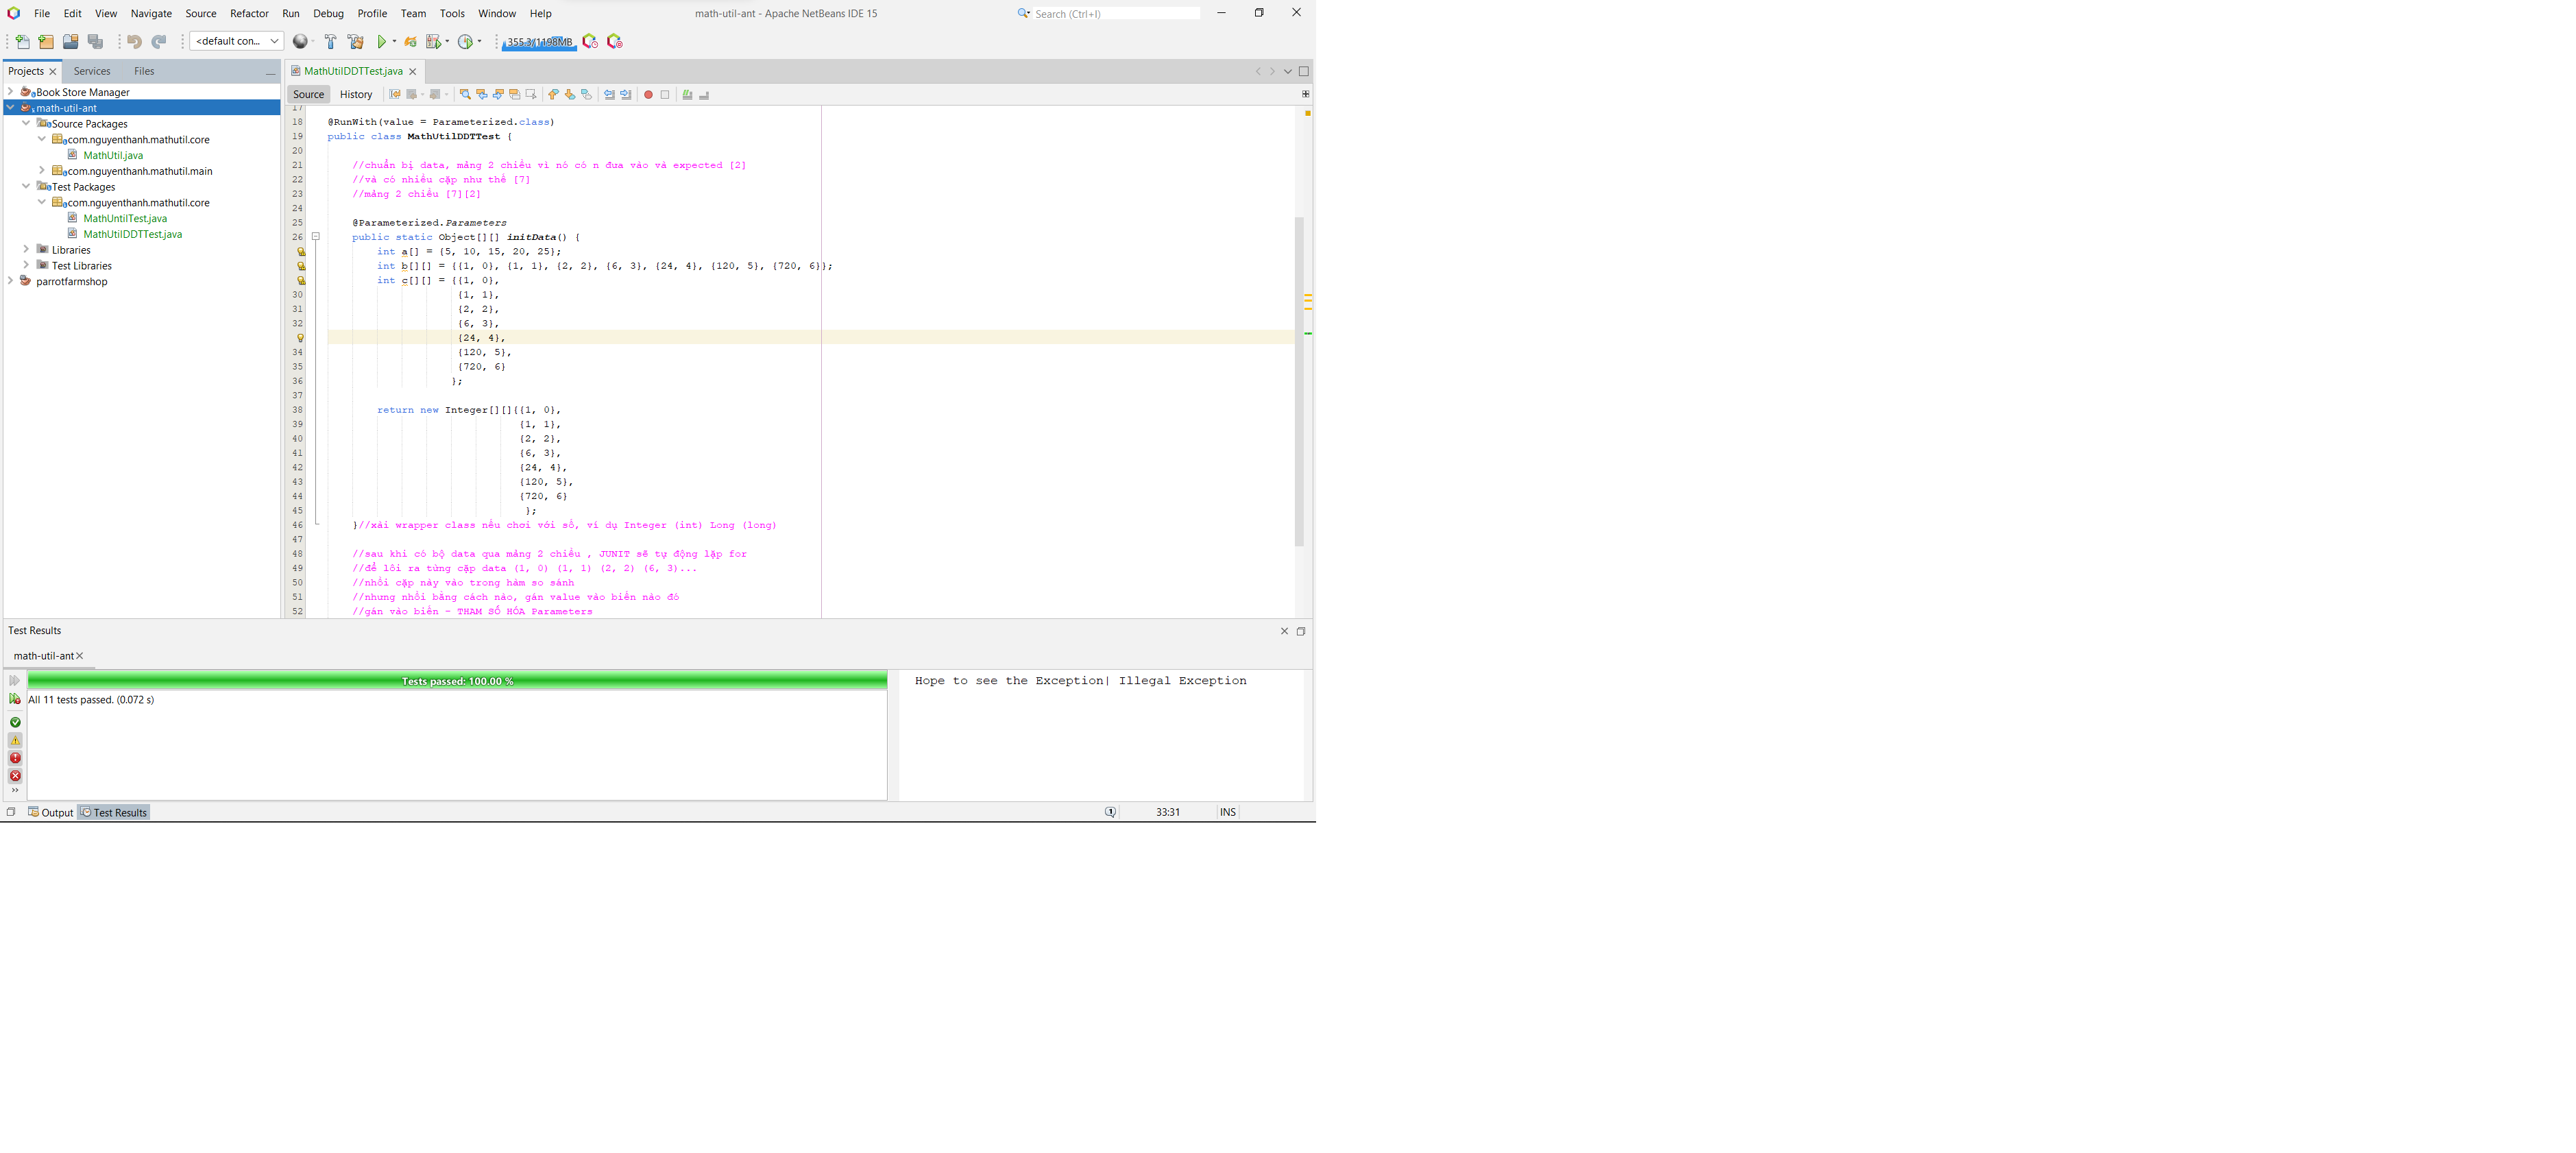 File Edit View Navigate Source Refactor Run Debug Profile Team Tools Window Help
math-util-ant - Apache NetBeans IDE 15
Search (Ctrl+I)
<default con...
355.3/1198MB
Projects Services Files
Book Store Manager
math-util-ant
Source Packages
com.nguyenthanh.mathutil.core
MathUtil.java
com.nguyenthanh.mathutil.main
Test Packages
com.nguyenthanh.mathutil.core
MathUntilTest.java
MathUtilDDTTest.java
Libraries
Test Libraries
parrotfarmshop
MathUtilDDTTest.java
Source History
17
18 @RunWith(value = Parameterized.class)
19 public class MathUtilDDTTest {
20
21 //chuẩn bị data, mảng 2 chiều vì nó có n đưa vào và expected [2]
22 //và có nhiều cặp như thế [7]
23 //mảng 2 chiều [7][2]
24
25 @Parameterized.Parameters
26 public static Object[][] initData() {
int a[] = {5, 10, 15, 20, 25};
int b[][] = {{1, 0}, {1, 1}, {2, 2}, {6, 3}, {24, 4}, {120, 5}, {720, 6}};
int c[][] = {{1, 0},
30 {1, 1},
31 {2, 2},
32 {6, 3},
{24, 4},
34 {120, 5},
35 {720, 6}
36 };
37
38 return new Integer[][]{{1, 0},
39 {1, 1},
40 {2, 2},
41 {6, 3},
42 {24, 4},
43 {120, 5},
44 {720, 6}
45 };
46 }//xài wrapper class nếu chơi với số, ví dụ Integer (int) Long (long)
47
48 //sau khi có bộ data qua mảng 2 chiều , JUNIT sẽ tự động lặp for
49 //để lôi ra từng cặp data {1, 0} {1, 1} {2, 2} {6, 3}...
50 //nhồi cặp này vào trong hàm so sánh
51 //nhưng nhồi bằng cách nào, gán value vào biến nào đó
52 //gán vào biến - THAM SỐ HÓA Parameters
Test Results
math-util-ant
Tests passed: 100.00 %
All 11 tests passed. (0.072 s)
Hope to see the Exception| Illegal Exception
Output Test Results
1
33:31
INS